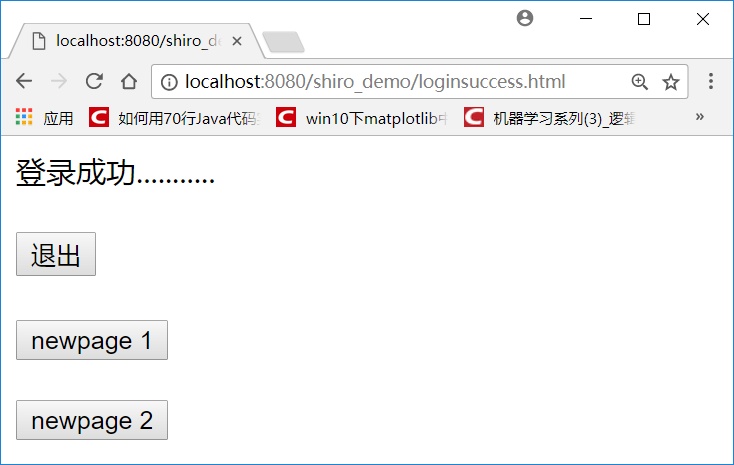 localhost:8080/shiro_d
localhost:8080/shiro_demo/loginsuccess.html
应用 如何用70行Java代码 win10下matplotlib中 机器学习系列(3)_逻辑 »
登录成功...........
退出
newpage 1
newpage 2